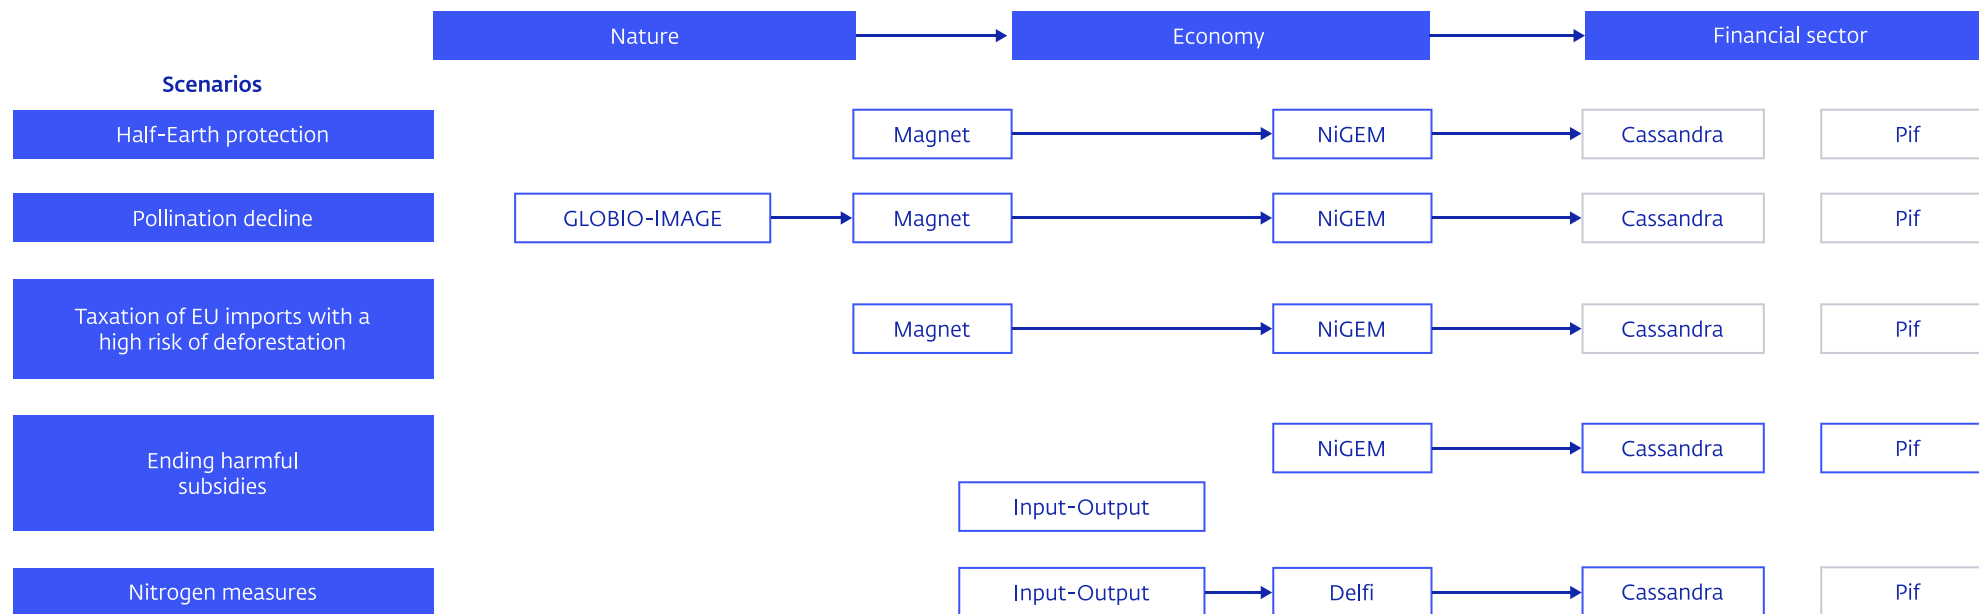 Nature
Economy
Financial sector
Scenarios
Half-Earth protection
Magnet
NiGEM
Cassandra
Pif
Pollination decline
GLOBIO-IMAGE
Magnet
NiGEM
Cassandra
Pif
Taxation of EU imports with a
high risk of deforestation
Magnet
NiGEM
Cassandra
Pif
Ending harmful
subsidies
NiGEM
Cassandra
Pif
Input-Output
Nitrogen measures
Input-Output
Delfi
Cassandra
Pif